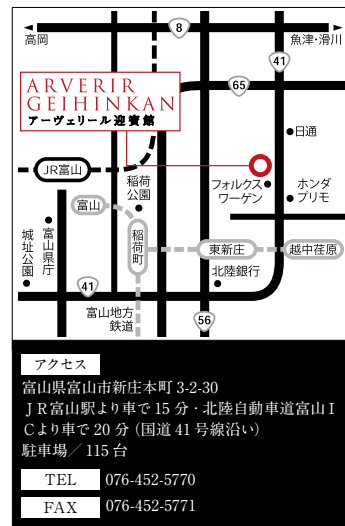 8
高岡
魚津・滑川
41
65
ARVERIR
GEIHINKAN
アーヴェリール迎賓館
日通
JR富山
稲荷
公園
フォルクス
ワーゲン
ホンダ
プリモ
富山
稲荷町
富山県庁
城址公園
東新庄
越中荏原
北陸銀行
41
富山地方
鉄道
56
アクセス
富山県富山市新庄本町 3-2-30
ＪＲ富山駅より車で 15 分・北陸自動車道富山Ｉ
Ｃより車で 20 分（国道 41 号線沿い）
駐車場／ 115 台
TEL 076-452-5770
FAX 076-452-5771